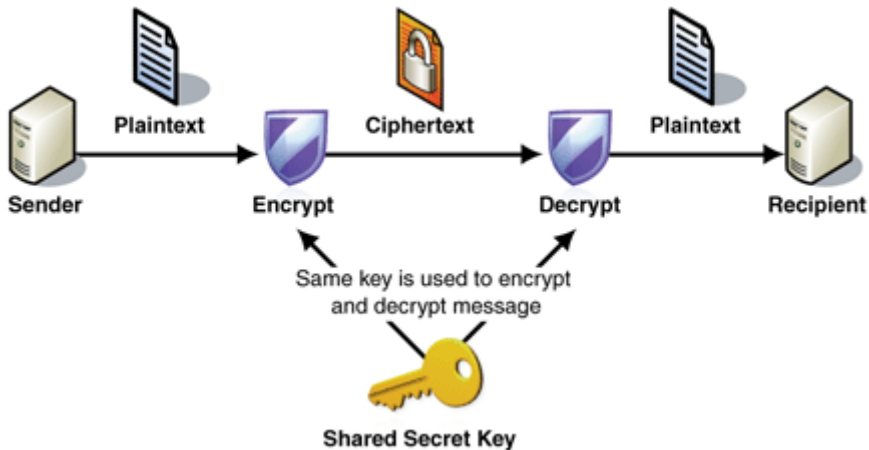 Plaintext
Ciphertext
Plaintext
Sender
Encrypt
Decrypt
Recipient
Same key is used to encrypt
and decrypt message
Shared Secret Key